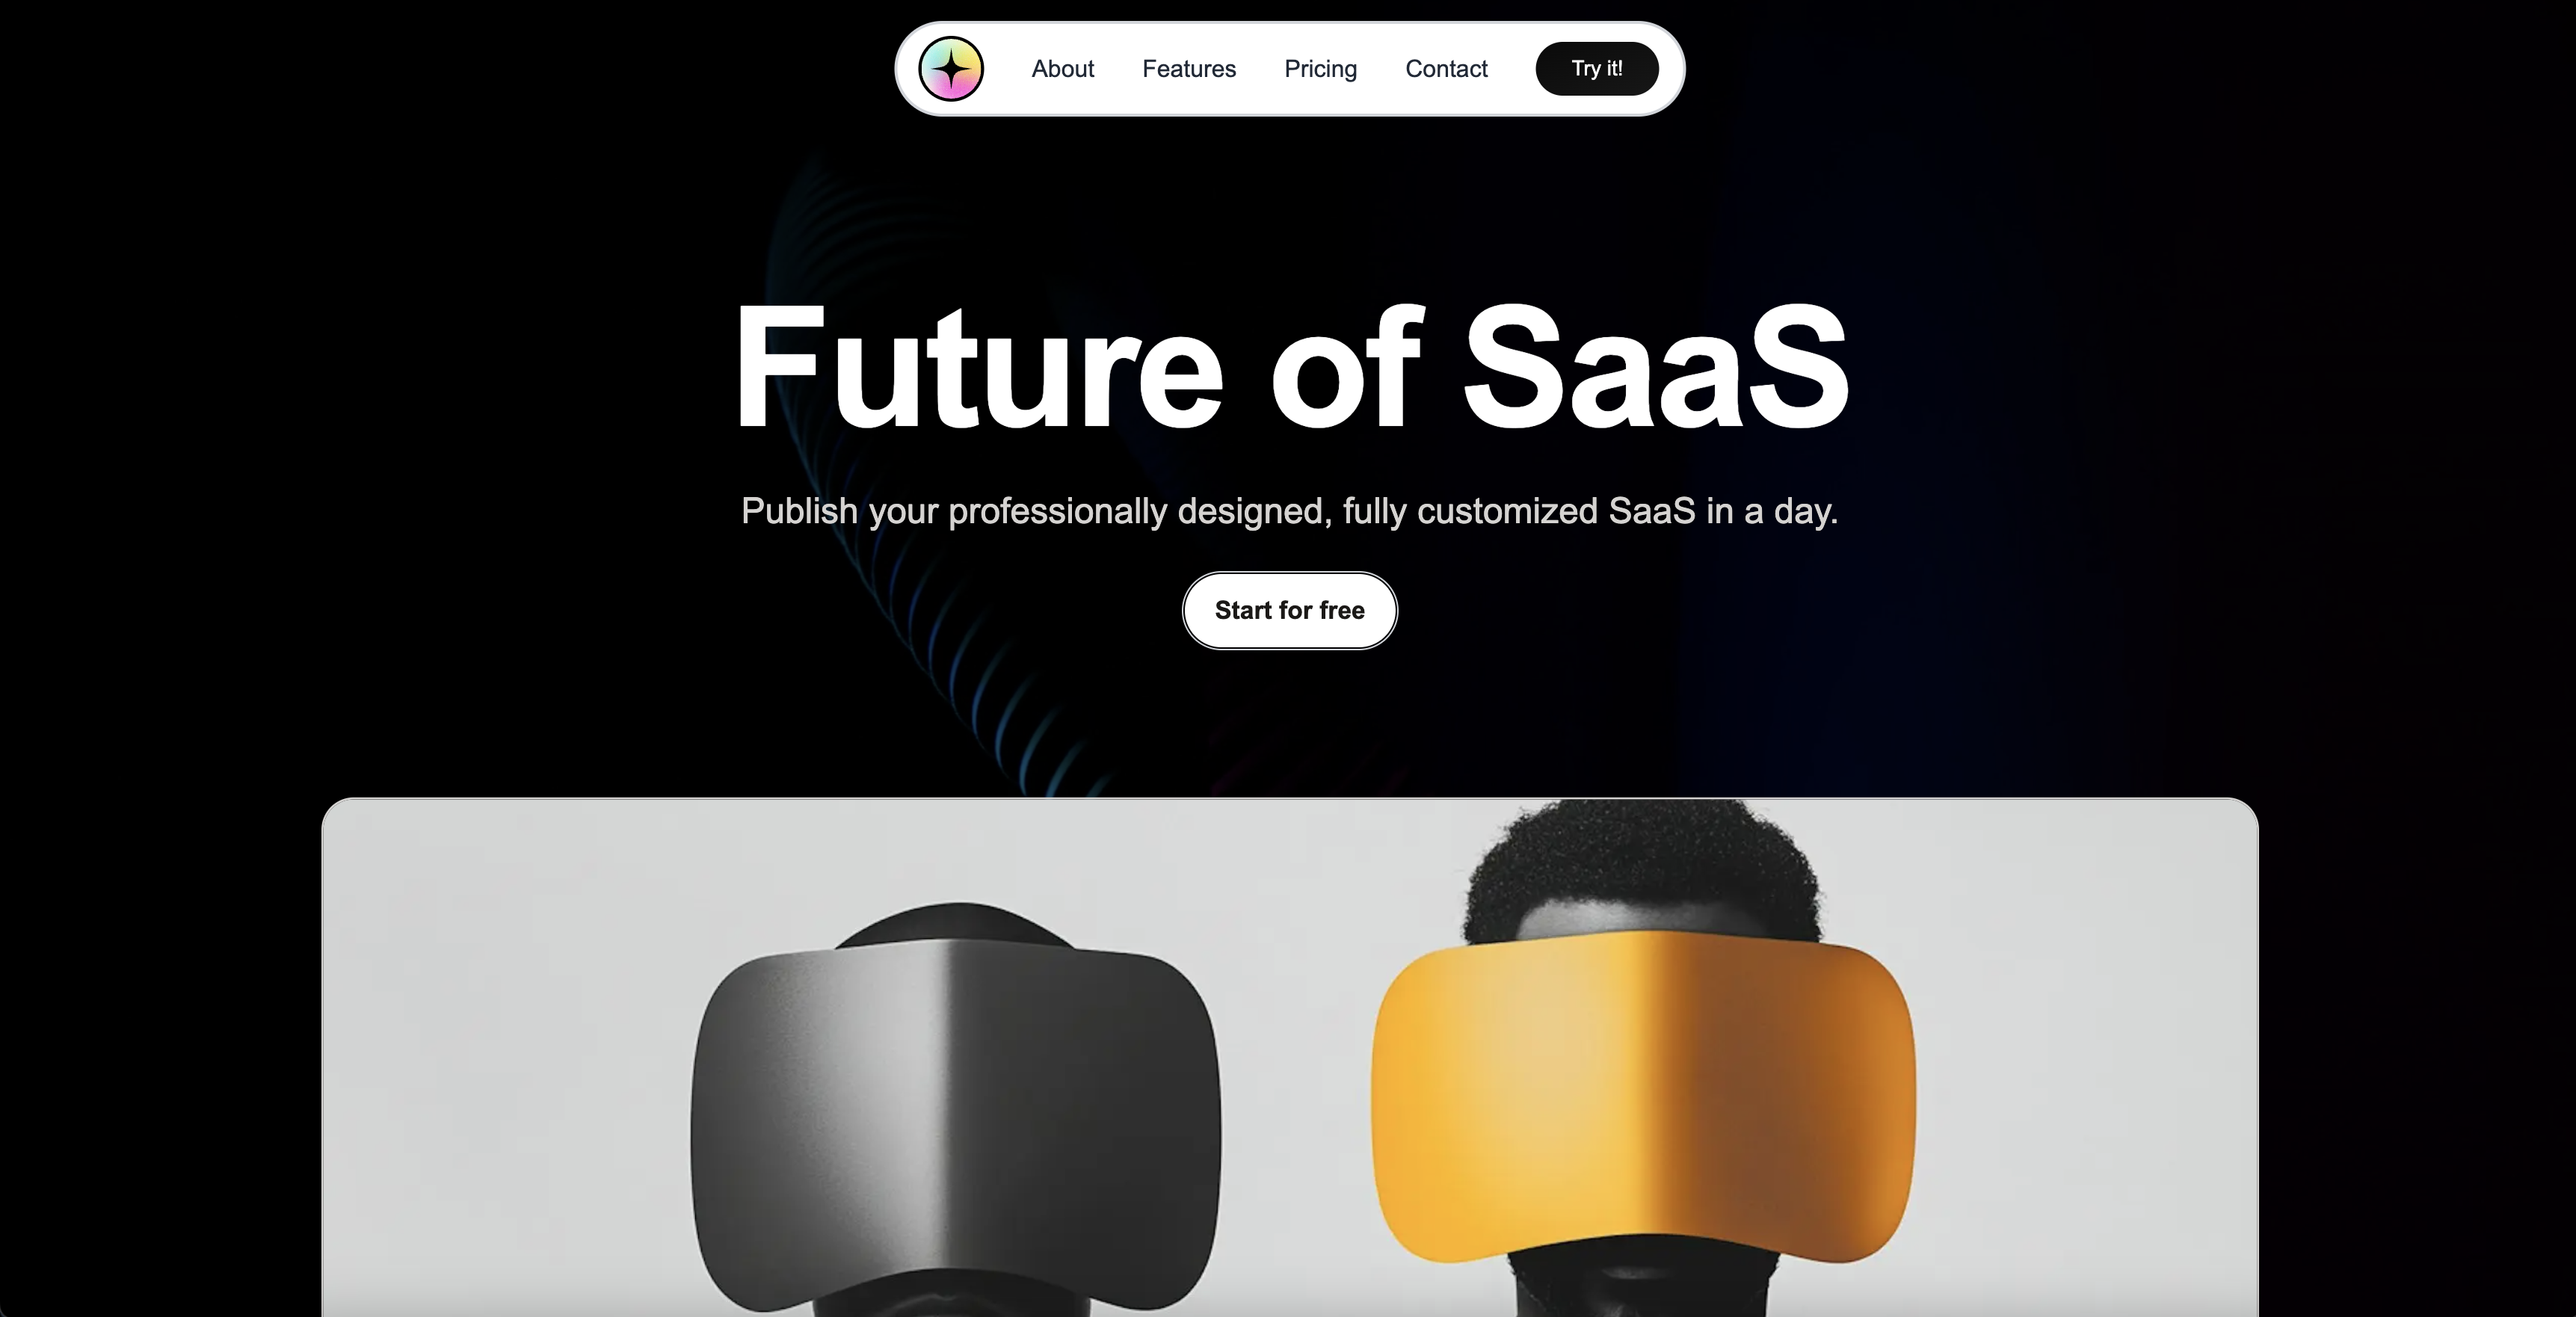 About Features Pricing Contact Try it!
Future of SaaS
Publish your professionally designed, fully customized SaaS in a day.
Start for free